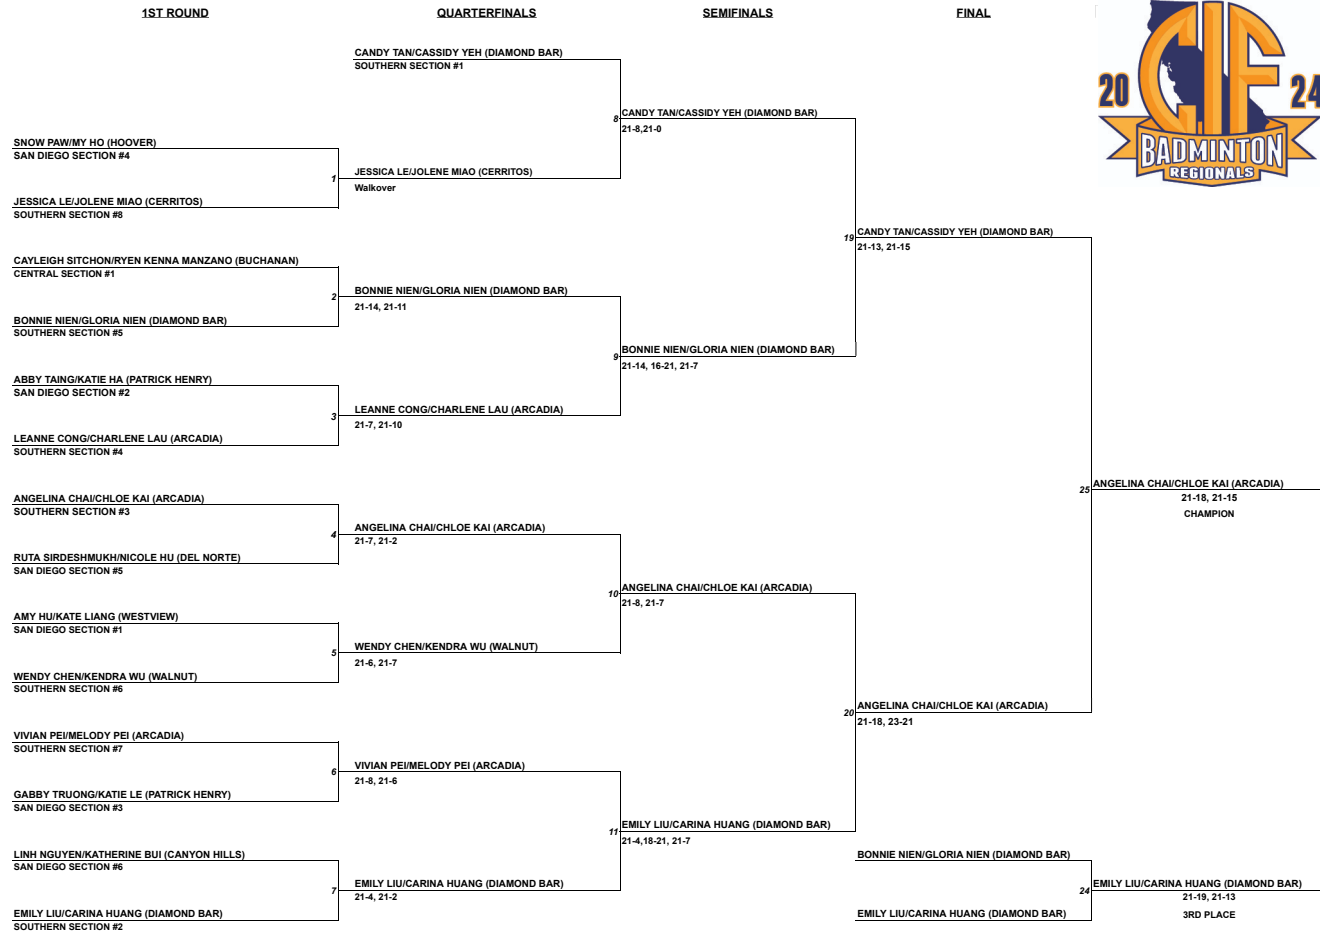 1ST ROUND
QUARTERFINALS
SEMIFINALS
FINAL
20 CIF 24
BADMINTON
REGIONALS
CANDY TAN/CASSIDY YEH (DIAMOND BAR)
SOUTHERN SECTION #1
SNOW PAW/MY HO (HOOVER)
SAN DIEGO SECTION #4
1
JESSICA LE/JOLENE MIAO (CERRITOS)
SOUTHERN SECTION #8
CAYLEIGH SITCHON/RYEN KENNA MANZANO (BUCHANAN)
CENTRAL SECTION #1
2
BONNIE NIEN/GLORIA NIEN (DIAMOND BAR)
SOUTHERN SECTION #5
ABBY TAING/KATIE HA (PATRICK HENRY)
SAN DIEGO SECTION #2
3
LEANNE CONG/CHARLENE LAU (ARCADIA)
SOUTHERN SECTION #4
ANGELINA CHAI/CHLOE KAI (ARCADIA)
SOUTHERN SECTION #3
4
RUTA SIRDESHMUKH/NICOLE HU (DEL NORTE)
SAN DIEGO SECTION #5
AMY HU/KATE LIANG (WESTVIEW)
SAN DIEGO SECTION #1
5
WENDY CHEN/KENDRA WU (WALNUT)
SOUTHERN SECTION #6
VIVIAN PEI/MELODY PEI (ARCADIA)
SOUTHERN SECTION #7
6
GABBY TRUONG/KATIE LE (PATRICK HENRY)
SAN DIEGO SECTION #3
LINH NGUYEN/KATHERINE BUI (CANYON HILLS)
SAN DIEGO SECTION #6
7
EMILY LIU/CARINA HUANG (DIAMOND BAR)
SOUTHERN SECTION #2
JESSICA LE/JOLENE MIAO (CERRITOS)
Walkover
BONNIE NIEN/GLORIA NIEN (DIAMOND BAR)
21-14, 21-11
LEANNE CONG/CHARLENE LAU (ARCADIA)
21-7, 21-10
ANGELINA CHAI/CHLOE KAI (ARCADIA)
21-7, 21-2
WENDY CHEN/KENDRA WU (WALNUT)
21-6, 21-7
VIVIAN PEI/MELODY PEI (ARCADIA)
21-8, 21-6
EMILY LIU/CARINA HUANG (DIAMOND BAR)
21-4, 21-2
8
CANDY TAN/CASSIDY YEH (DIAMOND BAR)
21-8,21-0
9
BONNIE NIEN/GLORIA NIEN (DIAMOND BAR)
21-14, 16-21, 21-7
10
ANGELINA CHAI/CHLOE KAI (ARCADIA)
21-8, 21-7
11
EMILY LIU/CARINA HUANG (DIAMOND BAR)
21-4,18-21, 21-7
19
CANDY TAN/CASSIDY YEH (DIAMOND BAR)
21-13, 21-15
20
ANGELINA CHAI/CHLOE KAI (ARCADIA)
21-18, 23-21
25
ANGELINA CHAI/CHLOE KAI (ARCADIA)
21-18, 21-15
CHAMPION
BONNIE NIEN/GLORIA NIEN (DIAMOND BAR)
EMILY LIU/CARINA HUANG (DIAMOND BAR)
24
EMILY LIU/CARINA HUANG (DIAMOND BAR)
21-19, 21-13
3RD PLACE